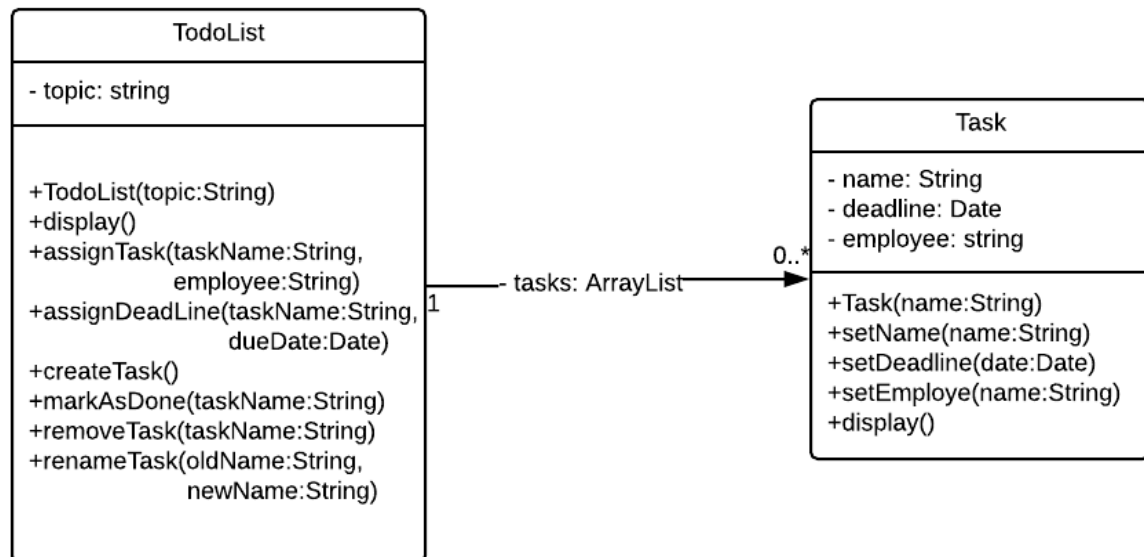 TodoList
- topic: string
+TodoList(topic:String)
+display()
+assignTask(taskName:String,
employee:String)
+assignDeadLine(taskName:String,
dueDate:Date)
+createTask()
+markAsDone(taskName:String)
+removeTask(taskName:String)
+renameTask(oldName:String,
newName:String)
1
- tasks: ArrayList
0..*
Task
- name: String
- deadline: Date
- employee: string
+Task(name:String)
+setName(name:String)
+setDeadline(date:Date)
+setEmploye(name:String)
+display()